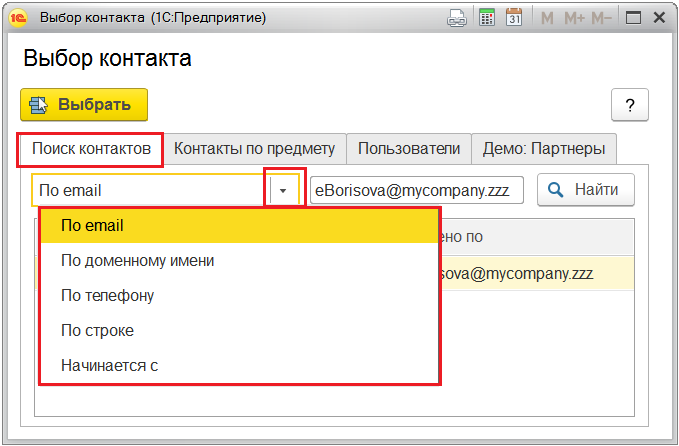 Выбор контакта (1С:Предприятие)
31 M M+ M−
Выбор контакта
Выбрать ?
Поиск контактов Контакты по предмету Пользователи Демо: Партнеры
По email eBorisova@mycompany.zzz Найти
По email ено по
По доменному имени sova@mycompany.zzz
По телефону
По строке
Начинается с